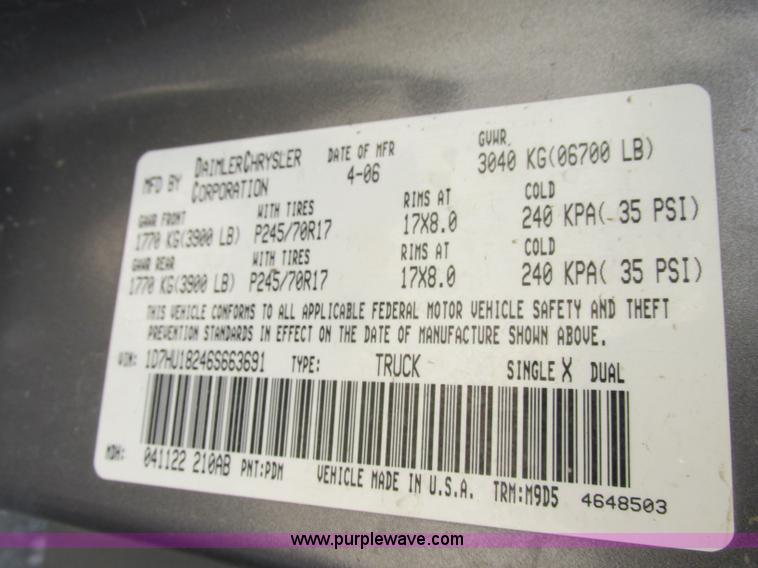 MFD BY DAIMLERCHRYSLER CORPORATION DATE OF MFR 4-06 GVWR 3040 KG(06700 LB)
GAWR FRONT WITH TIRES RIMS AT COLD
1770 KG(3900 LB) P245/70R17 17X8.0 240 KPA( 35 PSI)
GAWR REAR WITH TIRES RIMS AT COLD
1770 KG(3900 LB) P245/70R17 17X8.0 240 KPA( 35 PSI)
THIS VEHICLE CONFORMS TO ALL APPLICABLE FEDERAL MOTOR VEHICLE SAFETY AND THEFT
PREVENTION STANDARDS IN EFFECT ON THE DATE OF MANUFACTURE SHOWN ABOVE.
VIN: 1D7HU18246S663691 TYPE: TRUCK SINGLE X DUAL
MDH: 041122 210AB PNT:PDM VEHICLE MADE IN U.S.A. TRM:M9D5 4648503
www.purplewave.com